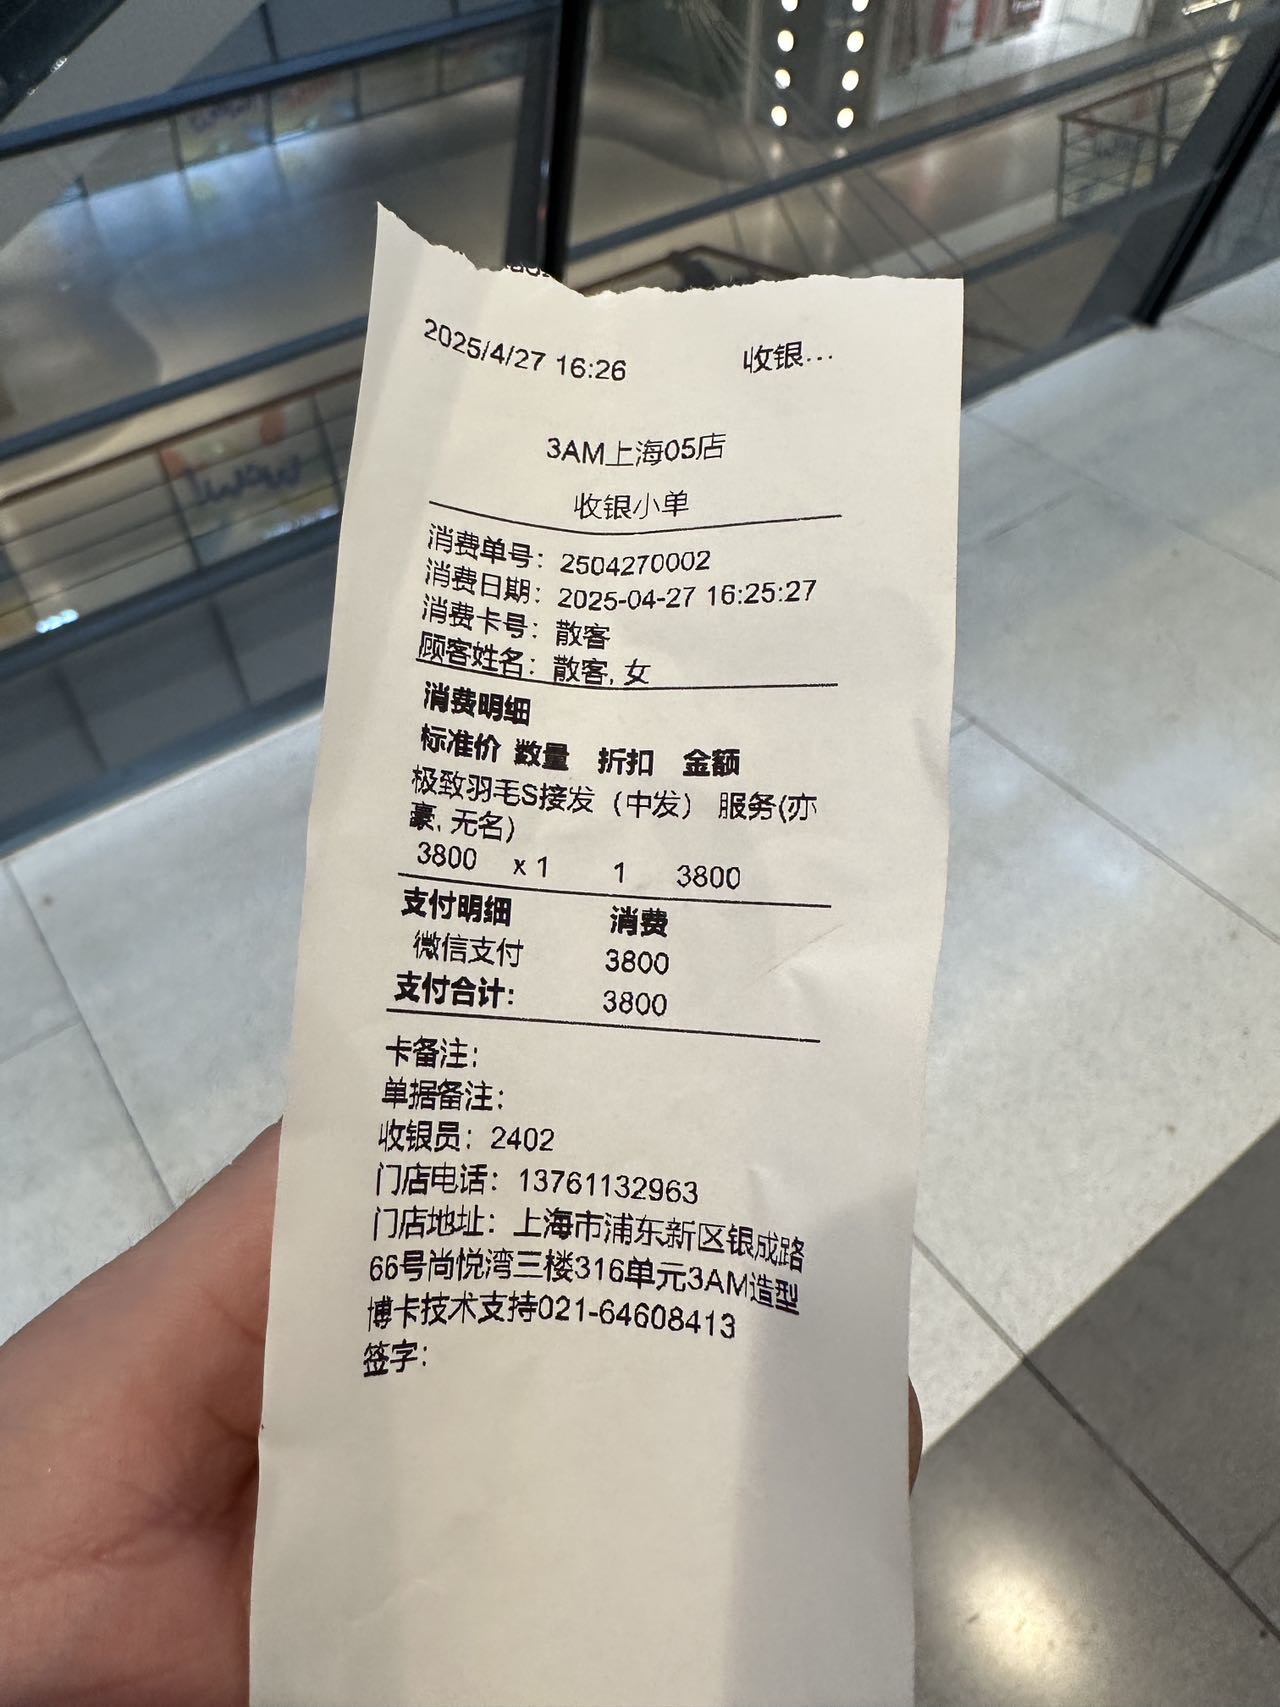 2025/4/27 16:26 收银...
3AM上海05店
收银小单
消费单号: 2504270002
消费日期: 2025-04-27 16:25:27
消费卡号: 散客
顾客姓名: 散客, 女
消费明细
标准价 数量 折扣 金额
极致羽毛S接发（中发） 服务(亦
豪, 无名)
3800 x 1 1 3800
支付明细 消费
微信支付 3800
支付合计: 3800
卡备注:
单据备注:
收银员: 2402
门店电话: 13761132963
门店地址: 上海市浦东新区银成路
66号尚悦湾三楼316单元3AM造型
博卡技术支持021-64608413
签字: